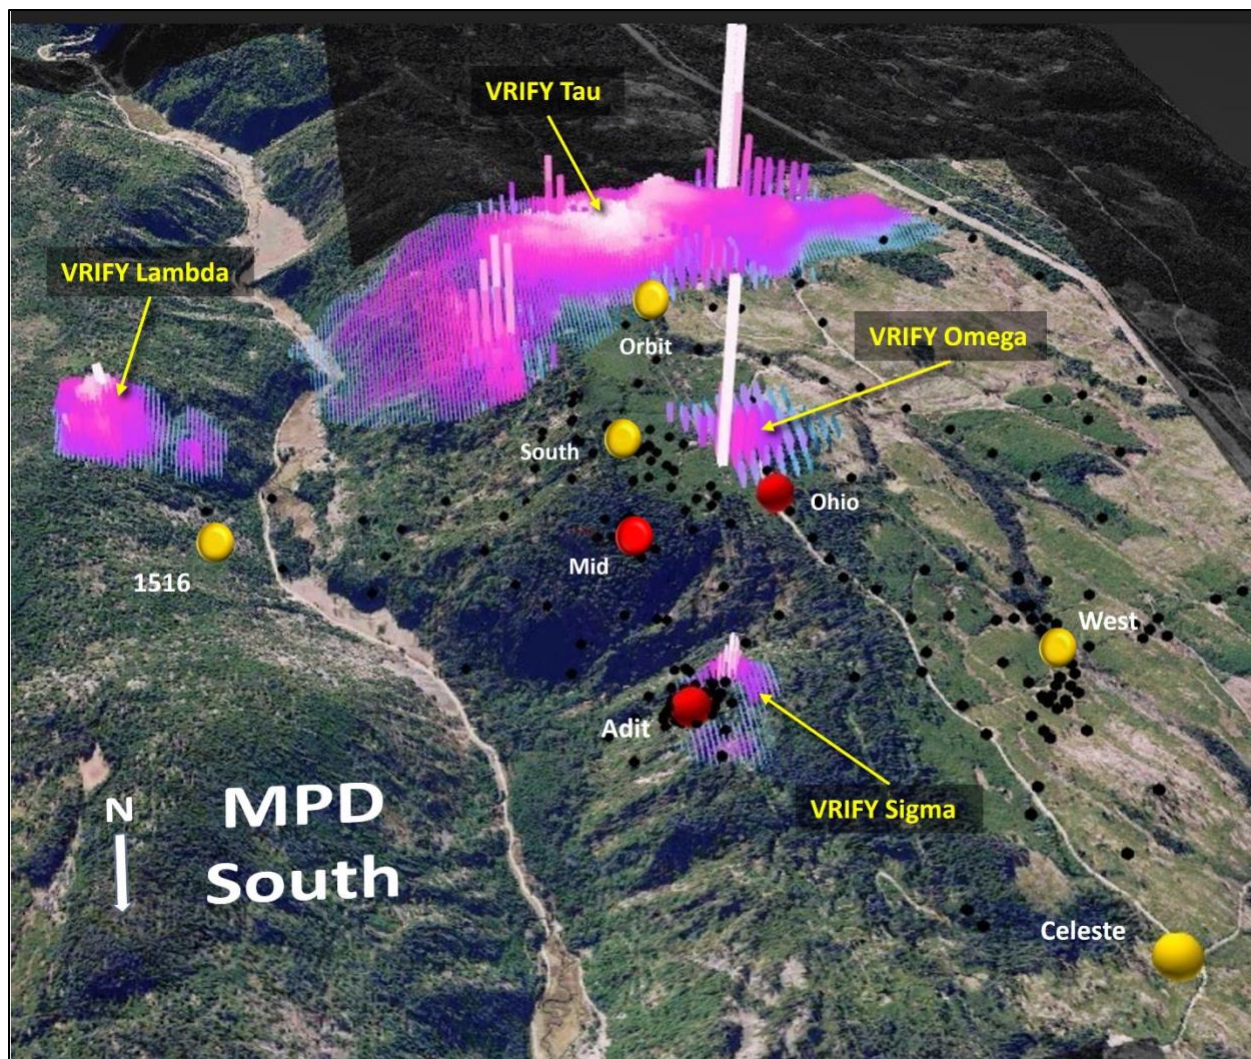 VRIFY Tau
VRIFY Lambda
VRIFY Omega
Orbit
South
Ohio
Mid
1516
West
Adit
VRIFY Sigma
N
MPD
South
Celeste